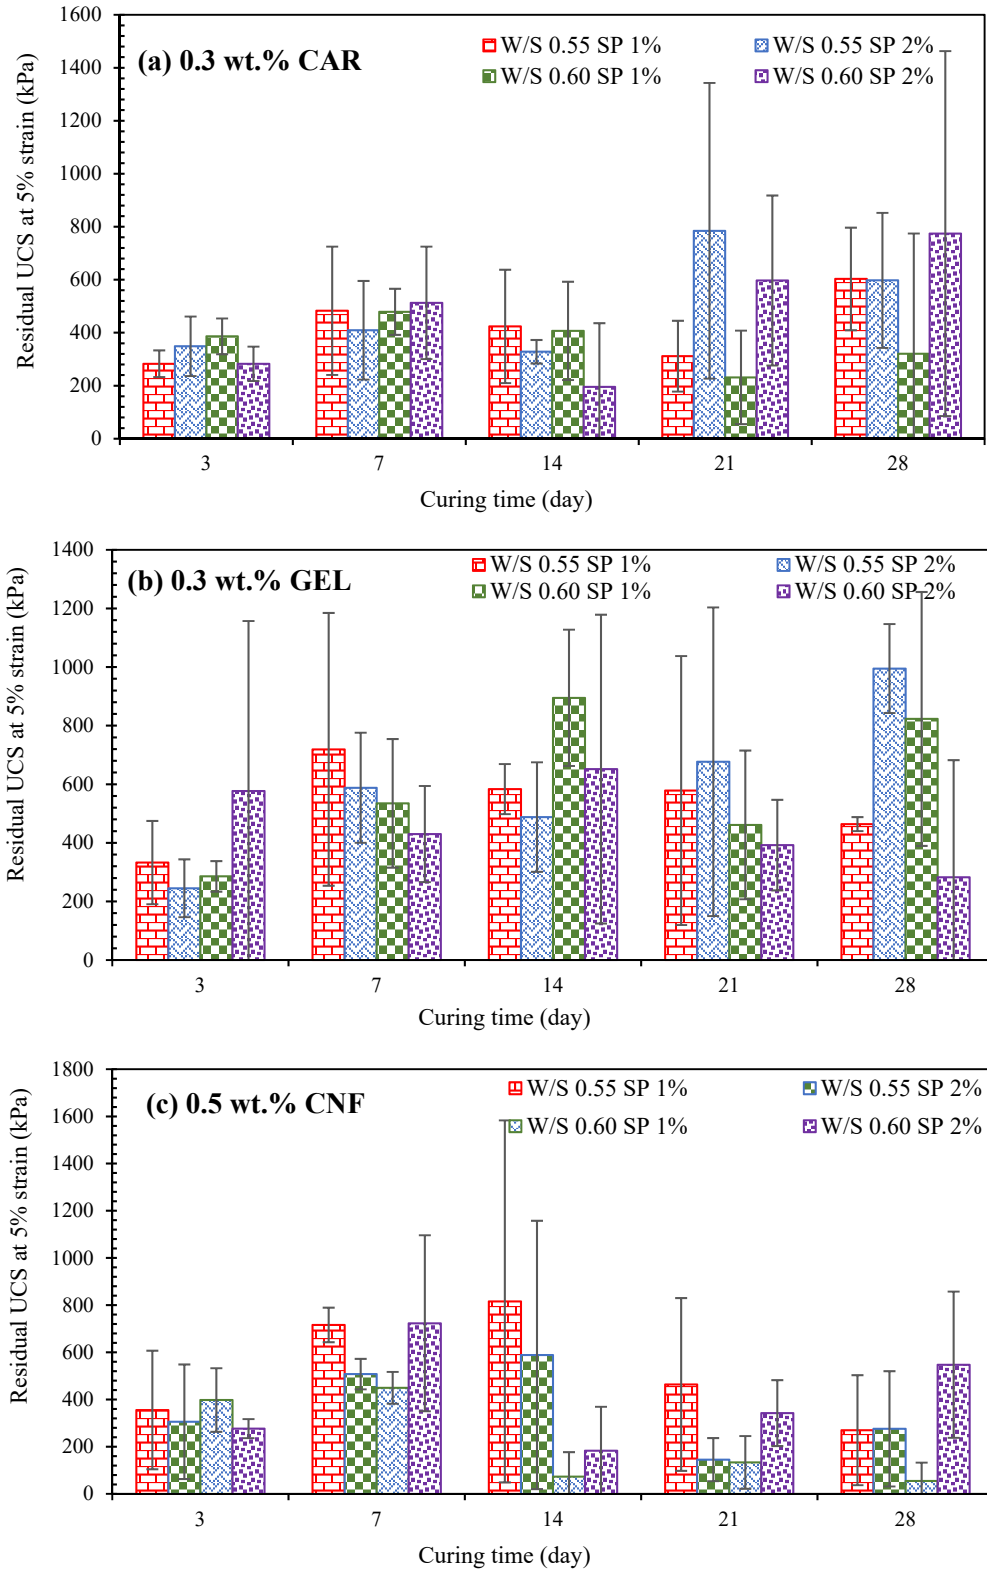 (a) 0.3 wt.% CAR
W/S 0.55 SP 1%
W/S 0.55 SP 2%
W/S 0.60 SP 1%
W/S 0.60 SP 2%
Residual UCS at 5% strain (kPa)
1600
1400
1200
1000
800
600
400
200
0
3
7
14
21
28
Curing time (day)
(b) 0.3 wt.% GEL
W/S 0.55 SP 1%
W/S 0.55 SP 2%
W/S 0.60 SP 1%
W/S 0.60 SP 2%
Residual UCS at 5% strain (kPa)
1400
1200
1000
800
600
400
200
0
3
7
14
21
28
Curing time (day)
(c) 0.5 wt.% CNF
W/S 0.55 SP 1%
W/S 0.55 SP 2%
W/S 0.60 SP 1%
W/S 0.60 SP 2%
Residual UCS at 5% strain (kPa)
1800
1600
1400
1200
1000
800
600
400
200
0
3
7
14
21
28
Curing time (day)